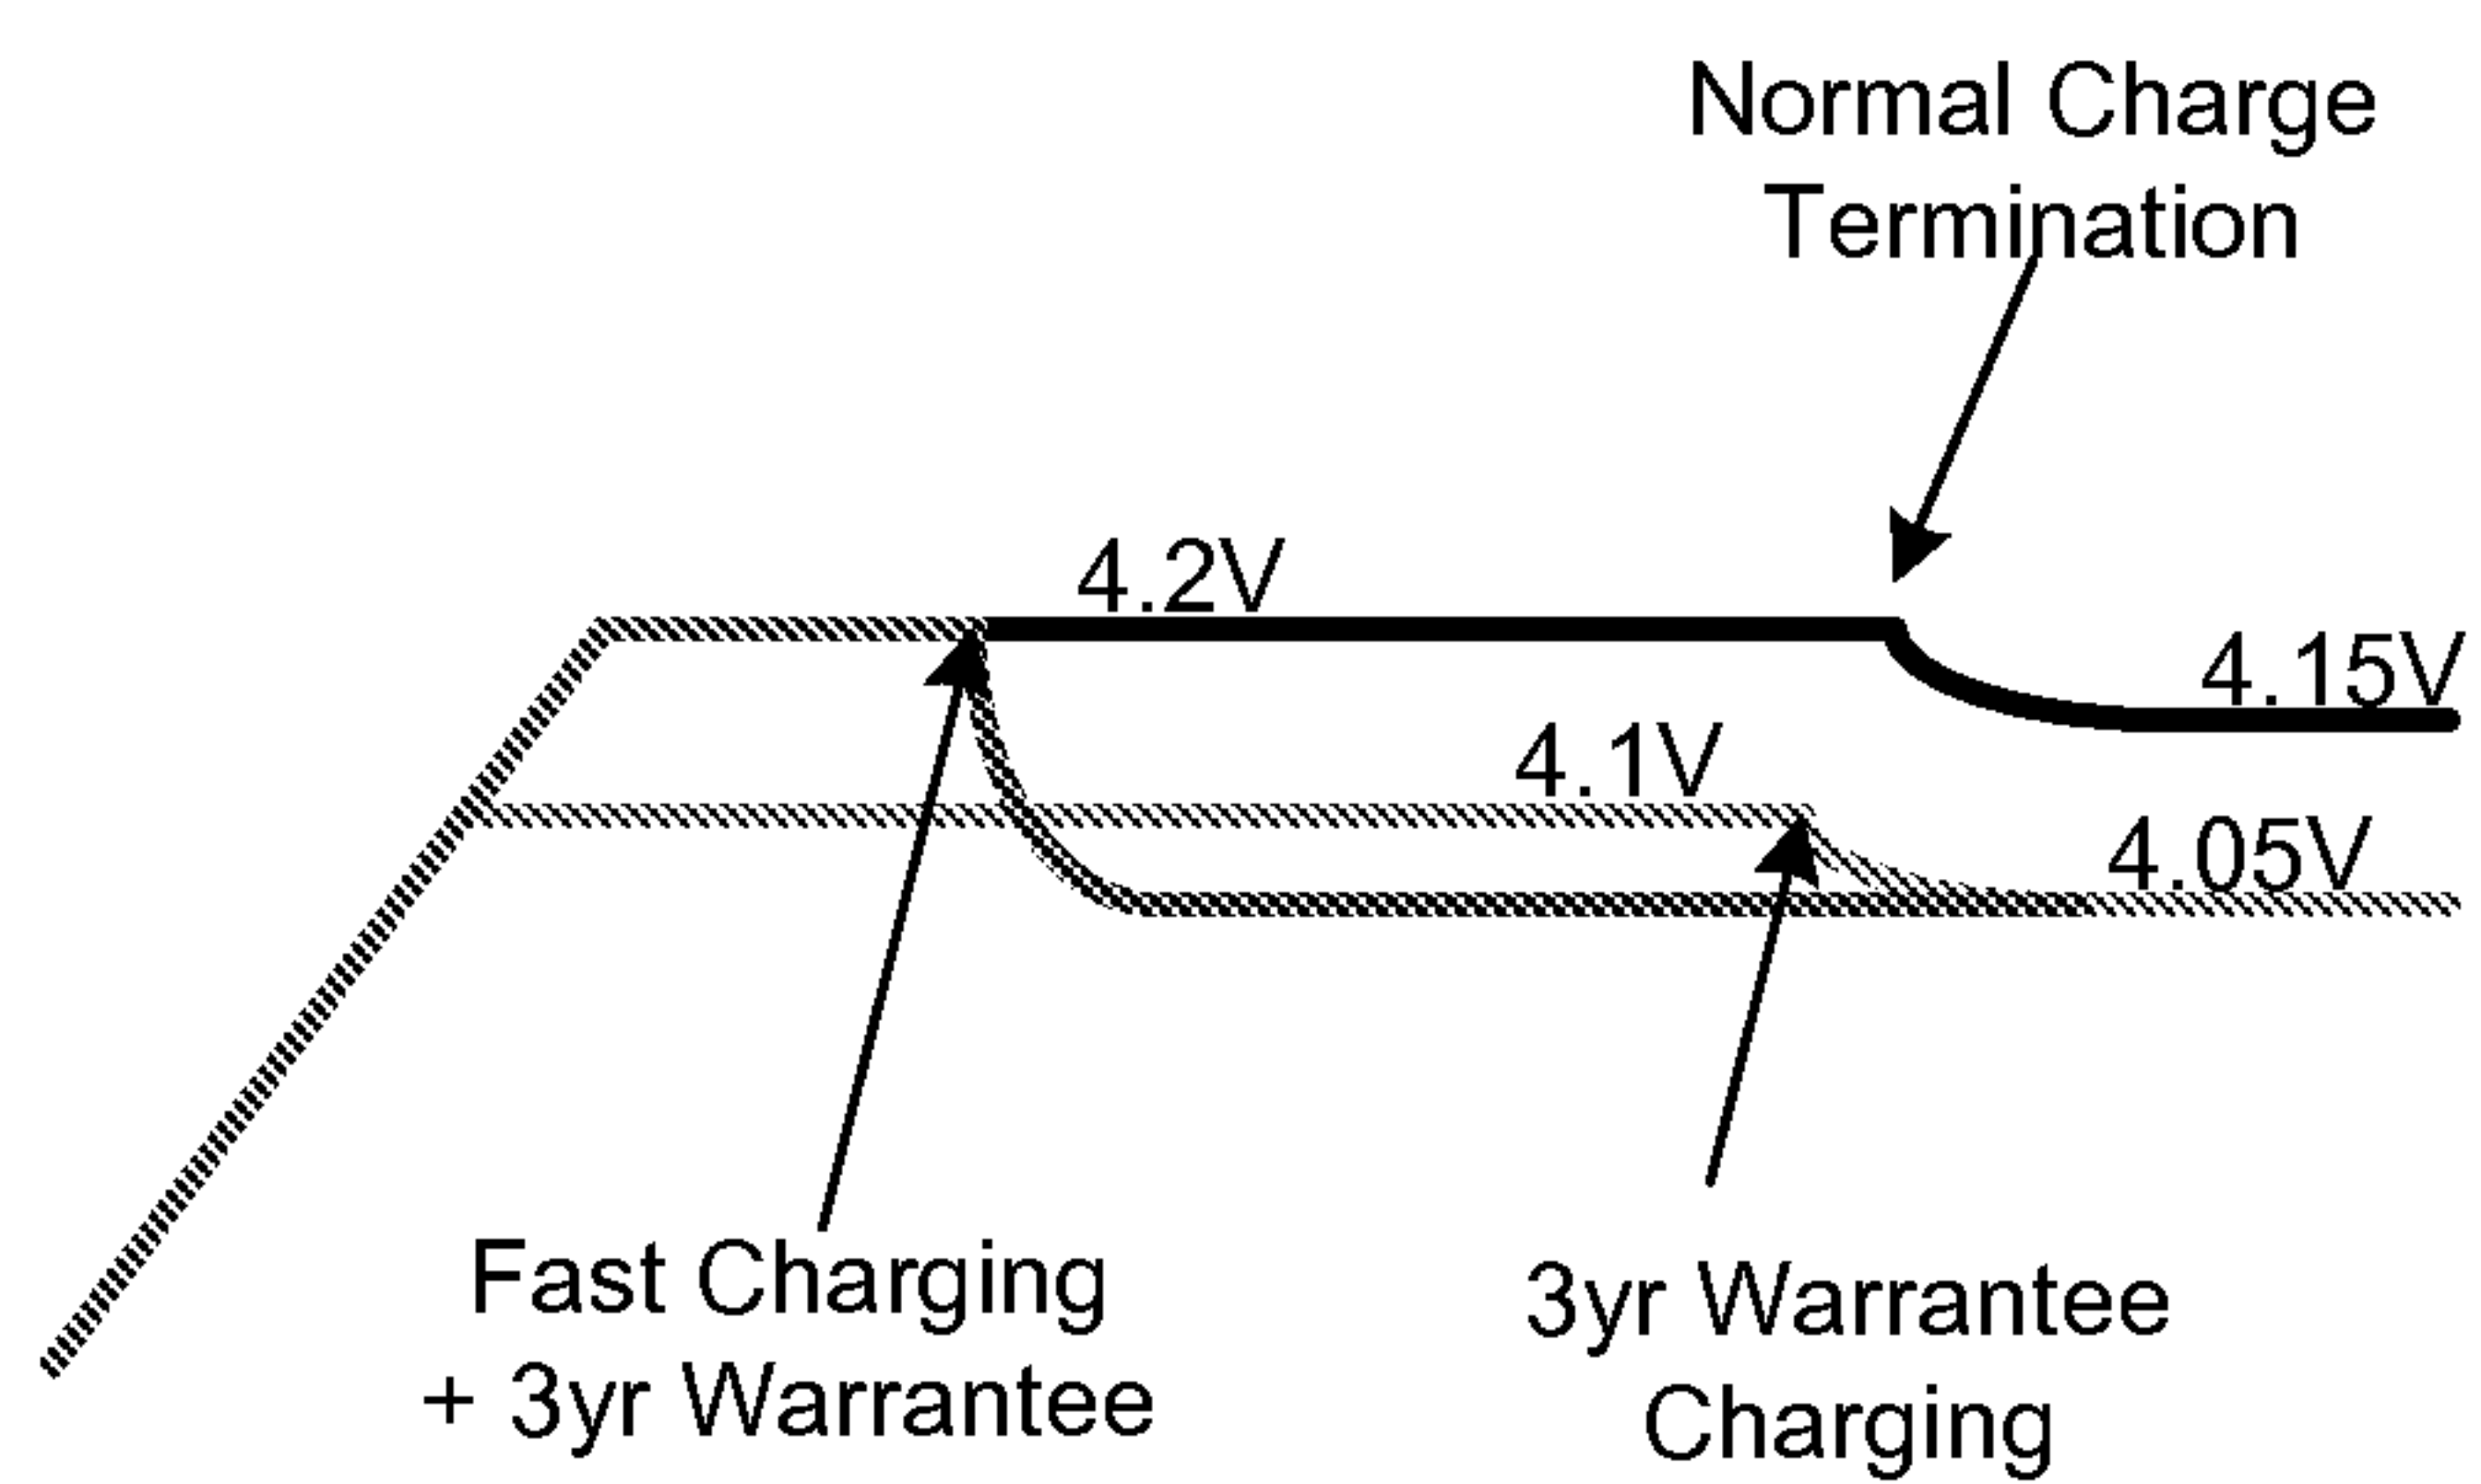 Normal Charge
Termination
4.2V
4.15V
4.1V
4.05V
Fast Charging
+ 3yr Warrantee
3yr Warrantee
Charging